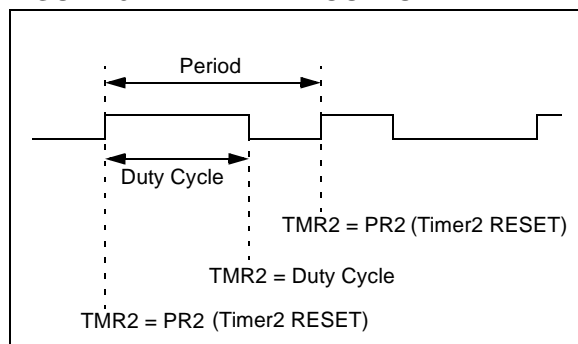 Period
Duty Cycle
TMR2 = PR2 (Timer2 RESET)
TMR2 = Duty Cycle
TMR2 = PR2 (Timer2 RESET)